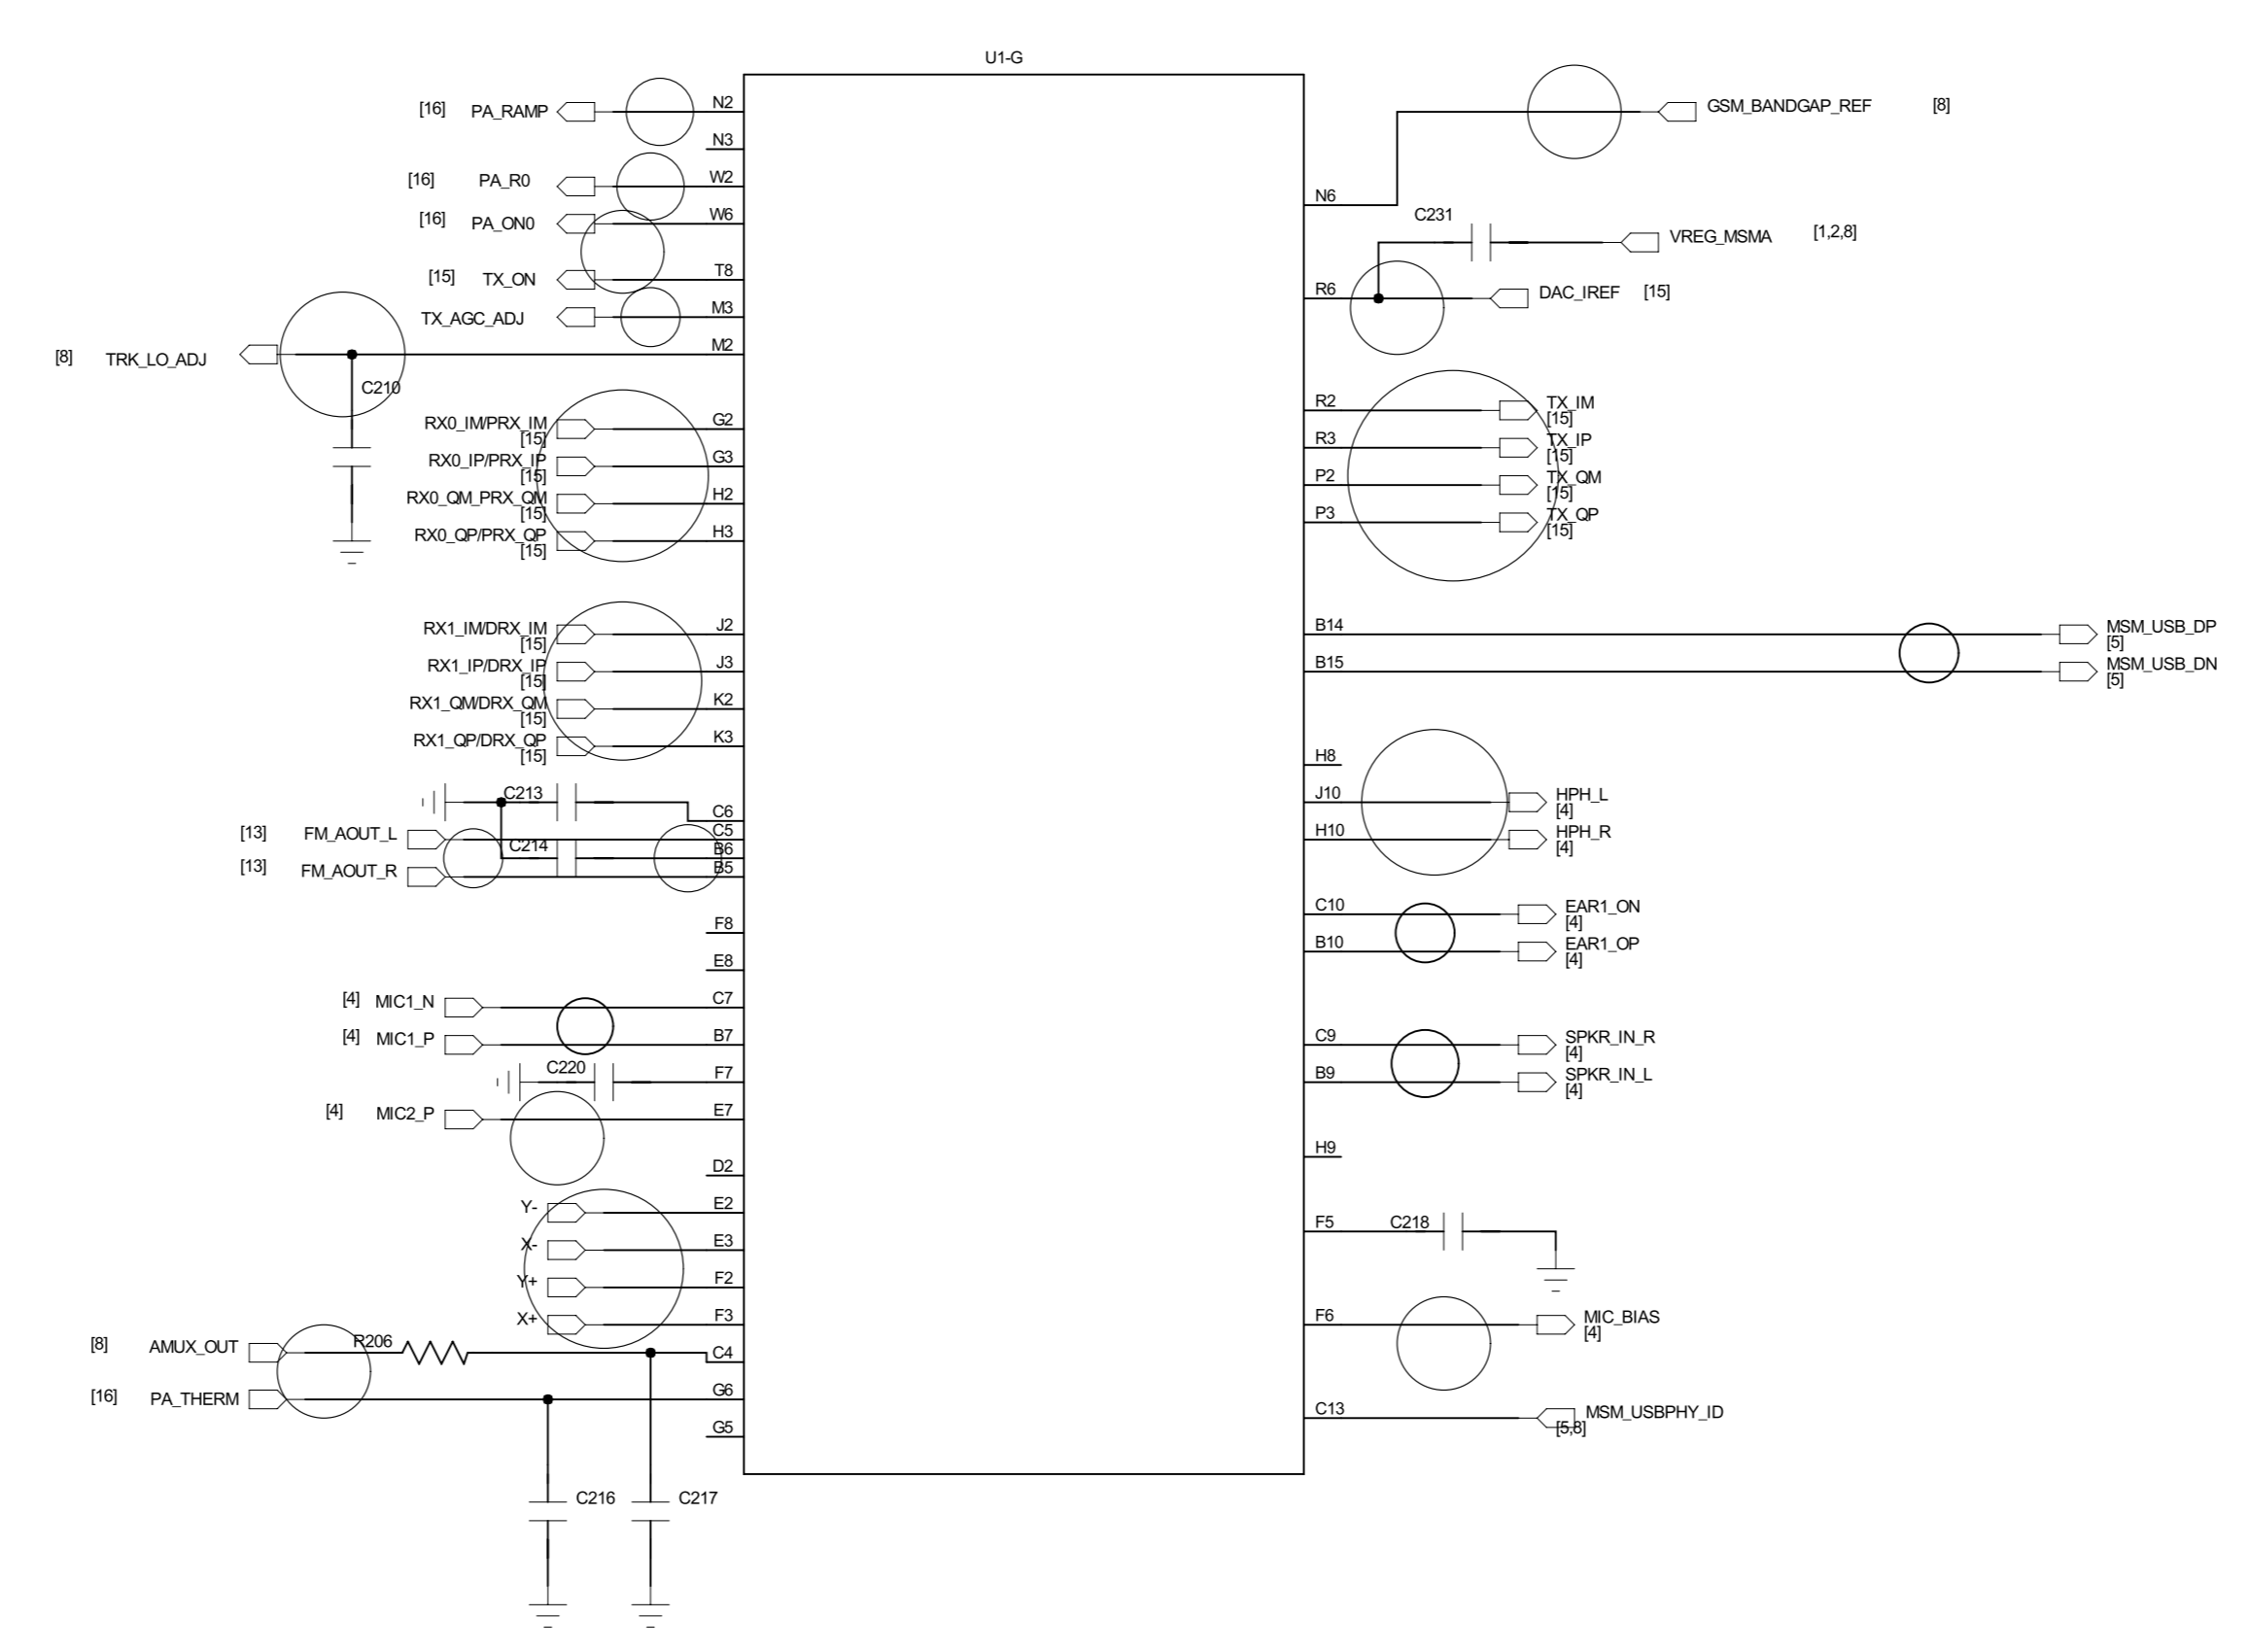 U1-G
[16] PA_RAMP N2
N3
[16] PA_R0 W2
[16] PA_ON0 W6
[15] TX_ON T8
TX_AGC_ADJ M3
[8] TRK_LO_ADJ M2
C210
RX0_IM/PRX_IM G2
[15]
RX0_IP/PRX_IP G3
[15]
RX0_QM_PRX_QM H2
[15]
RX0_QP/PRX_QP H3
[15]
RX1_IM/DRX_IM J2
[15]
RX1_IP/DRX_IP J3
[15]
RX1_QM/DRX_QM K2
[15]
RX1_QP/DRX_QP K3
[15]
C213 C6
[13] FM_AOUT_L C5
C214 B6
[13] FM_AOUT_R B5
F8
E8
[4] MIC1_N C7
[4] MIC1_P B7
C220 F7
[4] MIC2_P E7
D2
Y- E2
X- E3
Y+ F2
X+ F3
[8] AMUX_OUT R206 C4
[16] PA_THERM G6
G5
C216 C217
GSM_BANDGAP_REF [8]
N6
C231 VREG_MSMA [1,2,8]
R6 DAC_IREF [15]
R2 TX_IM
[15]
R3 TX_IP
[15]
P2 TX_QM
[15]
P3 TX_QP
[15]
B14 MSM_USB_DP
[5]
B15 MSM_USB_DN
[5]
H8
J10 HPH_L
[4]
H10 HPH_R
[4]
C10 EAR1_ON
[4]
B10 EAR1_OP
[4]
C9 SPKR_IN_R
[4]
B9 SPKR_IN_L
[4]
H9
F5 C218
F6 MIC_BIAS
[4]
C13 MSM_USBPHY_ID
[5,8]